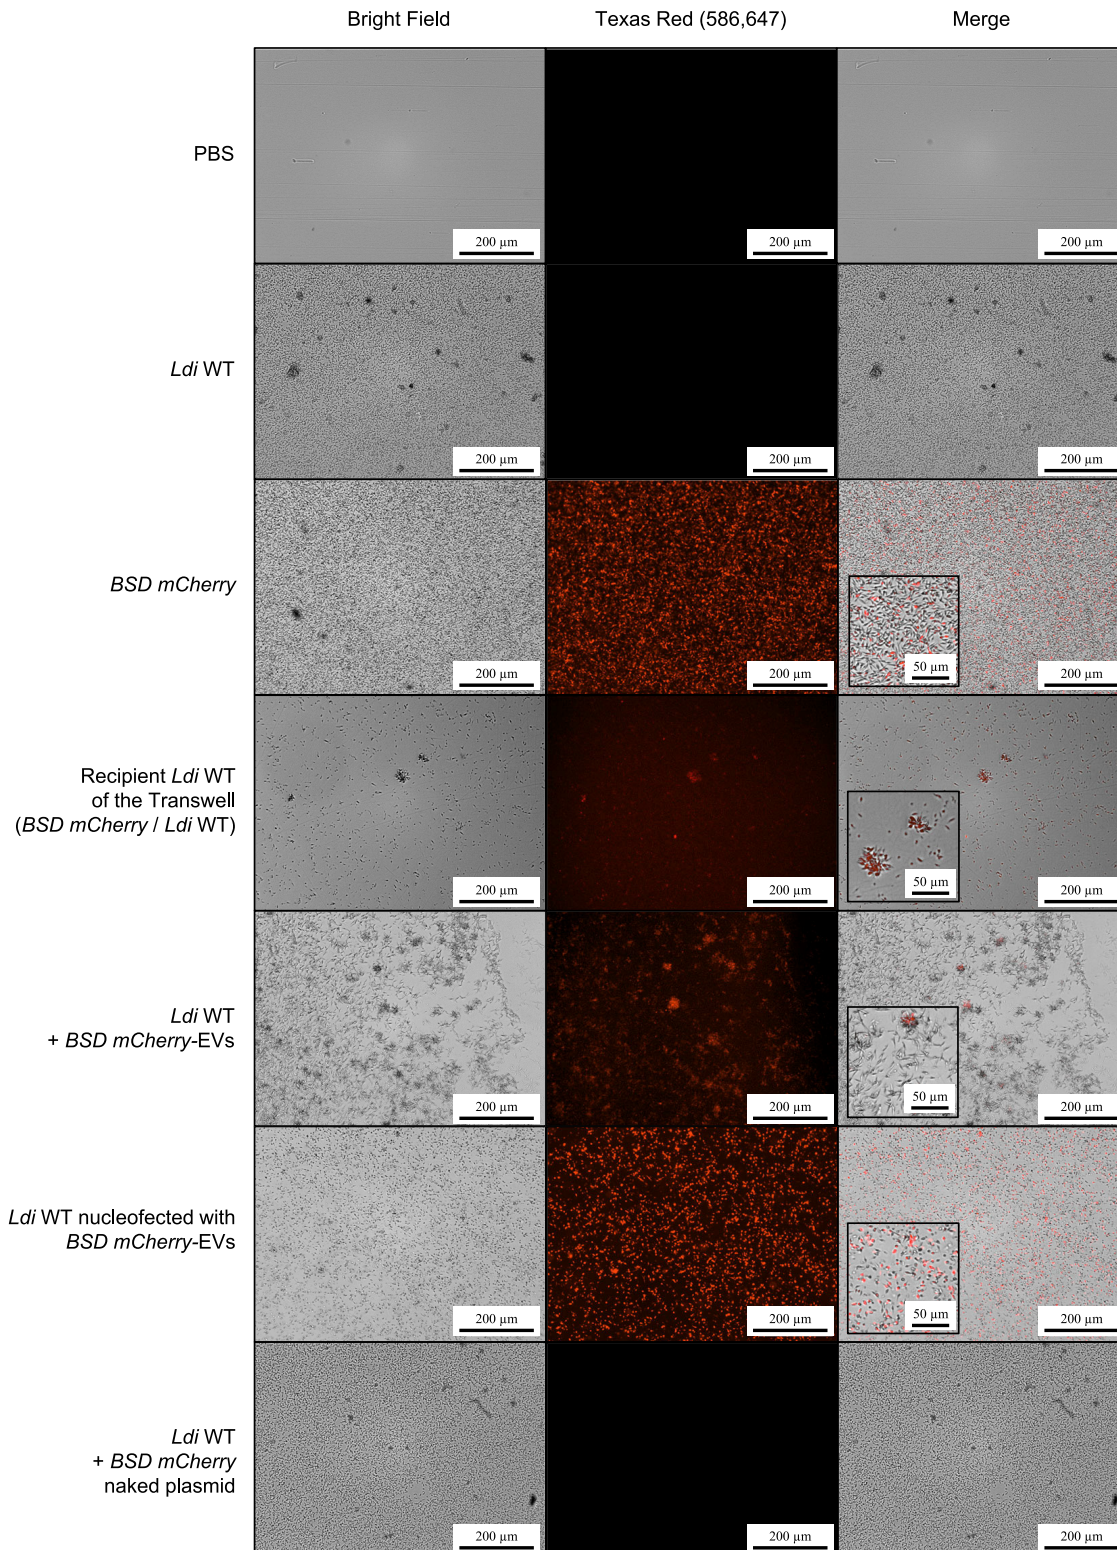 Bright Field Texas Red (586,647) Merge
PBS
200 µm 200 µm 200 µm
Ldi WT
200 µm 200 µm 200 µm
BSD mCherry
50 µm
200 µm 200 µm 200 µm
Recipient Ldi WT
of the Transwell
(BSD mCherry / Ldi WT)
50 µm
200 µm 200 µm 200 µm
Ldi WT
+ BSD mCherry-EVs
50 µm
200 µm 200 µm 200 µm
Ldi WT nucleofected with
BSD mCherry-EVs
50 µm
200 µm 200 µm 200 µm
Ldi WT
+ BSD mCherry
naked plasmid
200 µm 200 µm 200 µm